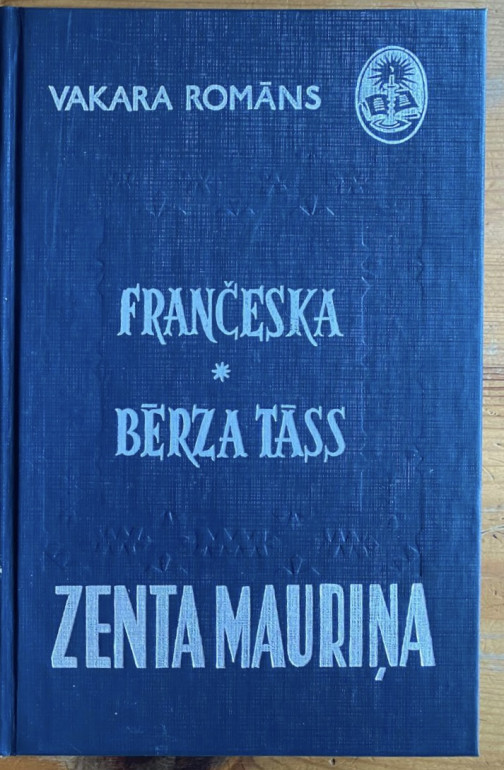 VAKARA ROMĀNS
FRANČESKA
*
BĒRZA TĀSS
ZENTA MAURIŅA